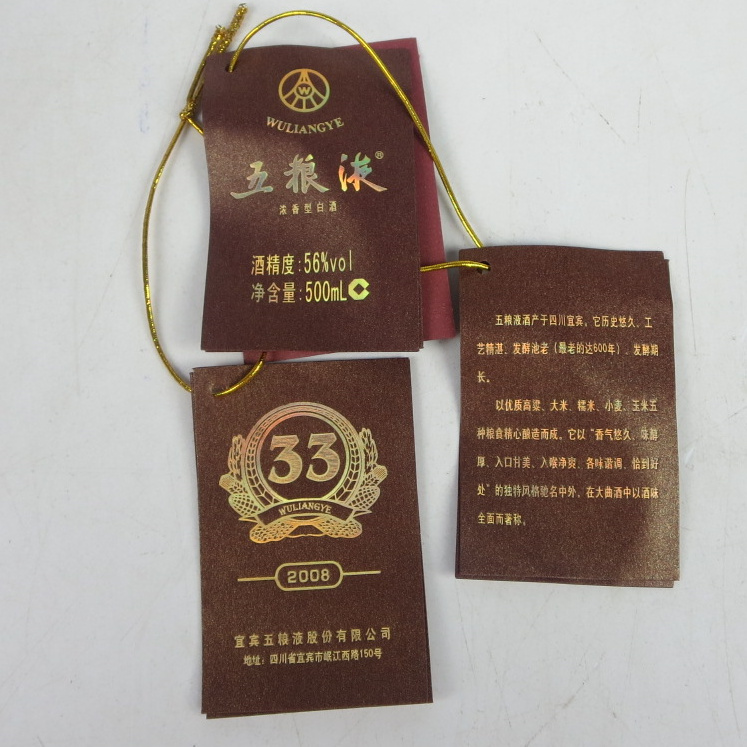 W
WULIANGYE
五粮液®
浓香型白酒
酒精度:56%vol
净含量:500mL C
五粮液酒产于四川宜宾。它历史悠久、工
艺精湛、发酵池老（最老的达600年）、发酵期
长。
以优质高粱、大米、糯米、小麦、玉米五
种粮食精心酿造而成。它以“香气悠久、味醇
厚、入口甘美、入喉净爽、各味谐调、恰到好
处”的独特风格驰名中外。在大曲酒中以酒味
全面而著称。
33
WULIANGYE
2008
宜宾五粮液股份有限公司
地址：四川省宜宾市岷江西路150号